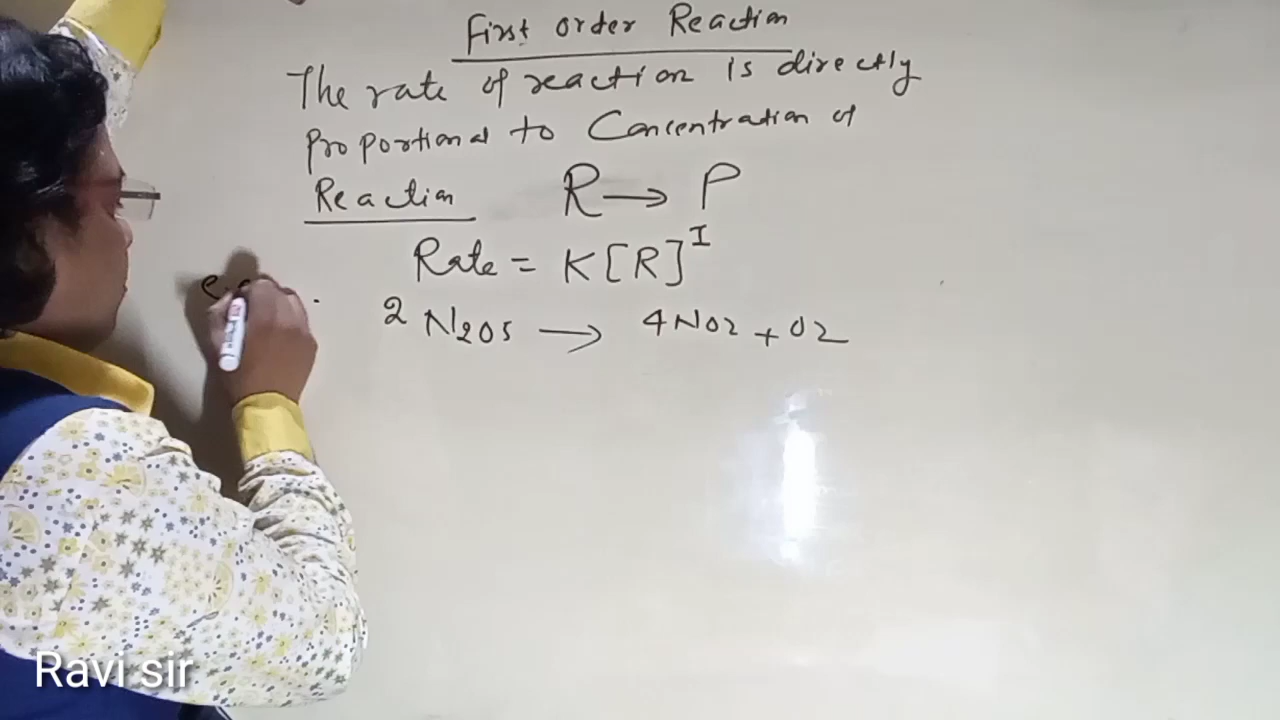 First order Reaction
The rate of reaction is directly
proportional to Concentration of
Reaction R → P
Rate = K[R]^I
2 N2O5 → 4NO2 + O2
Ravi sir